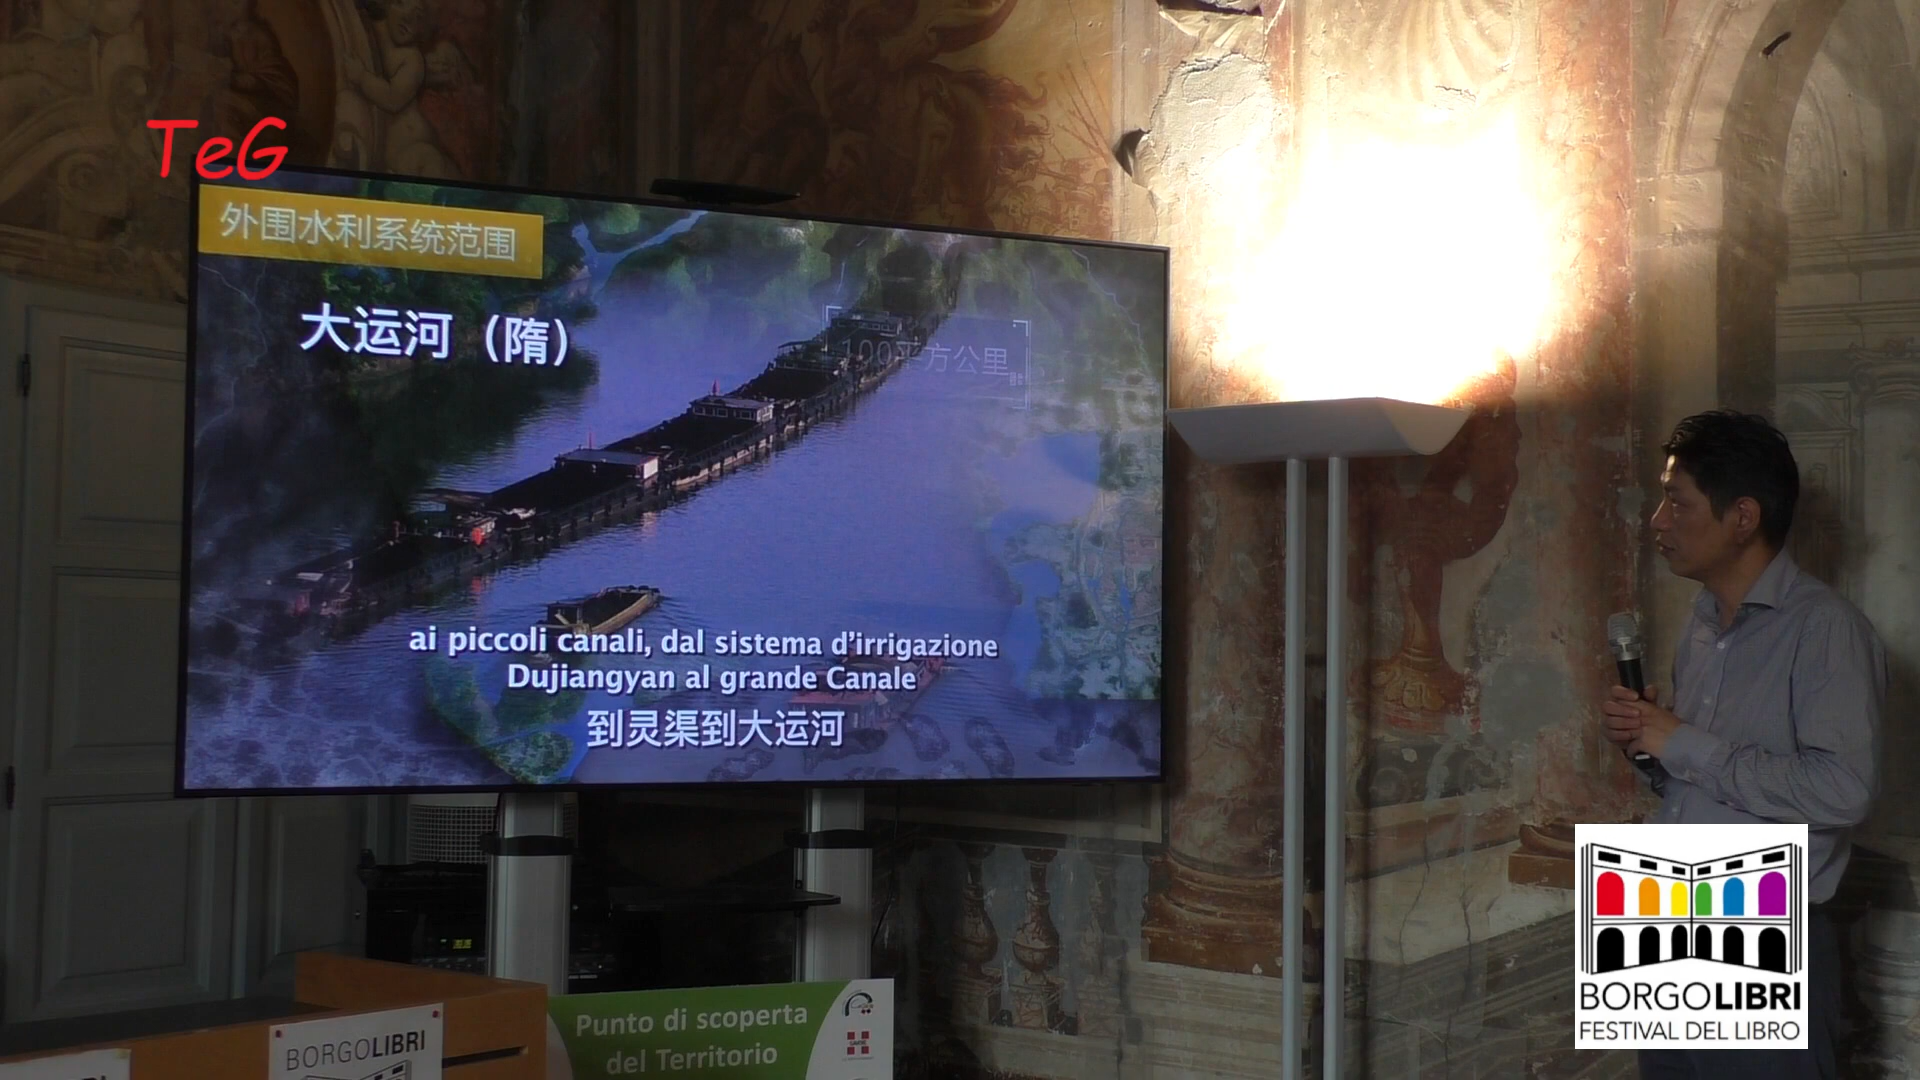 TeG
外围水利系统范围
大运河（隋）
100平方公里
ai piccoli canali, dal sistema d'irrigazione
Dujiangyan al grande Canale
到灵渠到大运河
BORGOLIBRI
FESTIVAL DEL LIBRO
BORGOLIBRI
Punto di scoperta
del Territorio